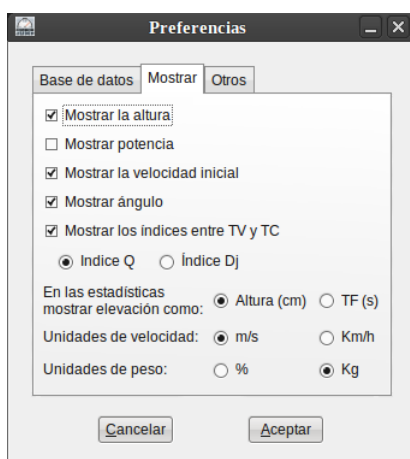 Preferencias
Base de datos Mostrar Otros
Mostrar la altura
Mostrar potencia
Mostrar la velocidad inicial
Mostrar ángulo
Mostrar los índices entre TV y TC
Indice Q Índice Dj
En las estadísticas
mostrar elevación como: Altura (cm) TF (s)
Unidades de velocidad: m/s Km/h
Unidades de peso: % Kg
Cancelar Aceptar